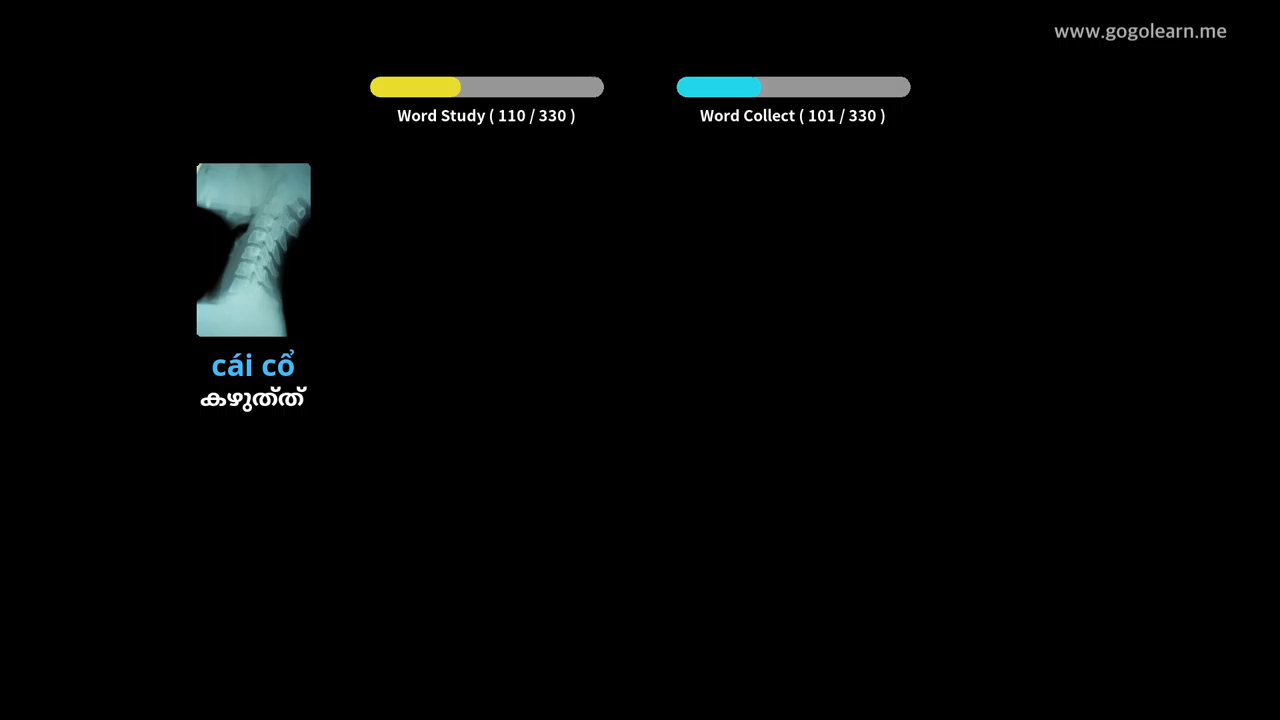 www.gogolearn.me
Word Study ( 110 / 330 )
Word Collect ( 101 / 330 )
cái cổ
കഴുത്ത്